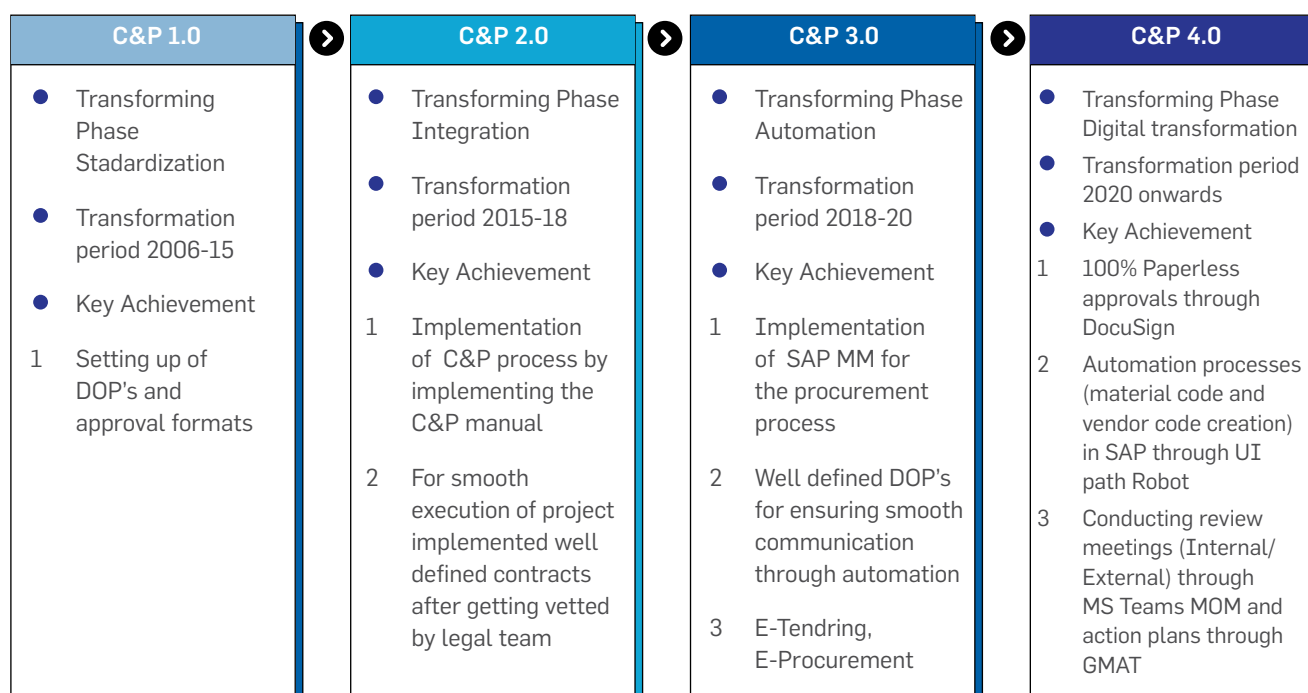 C&P 1.0
Transforming
Phase
Stadardization
Transformation
period 2006-15
Key Achievement
1 Setting up of
DOP's and
approval formats
C&P 2.0
Transforming Phase
Integration
Transformation
period 2015-18
Key Achievement
1 Implementation
of C&P process by
implementing the
C&P manual
2 For smooth
execution of project
implemented well
defined contracts
after getting vetted
by legal team
C&P 3.0
Transforming Phase
Automation
Transformation
period 2018-20
Key Achievement
1 Implementation
of SAP MM for
the procurement
process
2 Well defined DOP's
for ensuring smooth
communication
through automation
3 E-Tendring,
E-Procurement
C&P 4.0
Transforming Phase
Digital transformation
Transformation period
2020 onwards
Key Achievement
1 100% Paperless
approvals through
DocuSign
2 Automation processes
(material code and
vendor code creation)
in SAP through UI
path Robot
3 Conducting review
meetings (Internal/
External) through
MS Teams MOM and
action plans through
GMAT